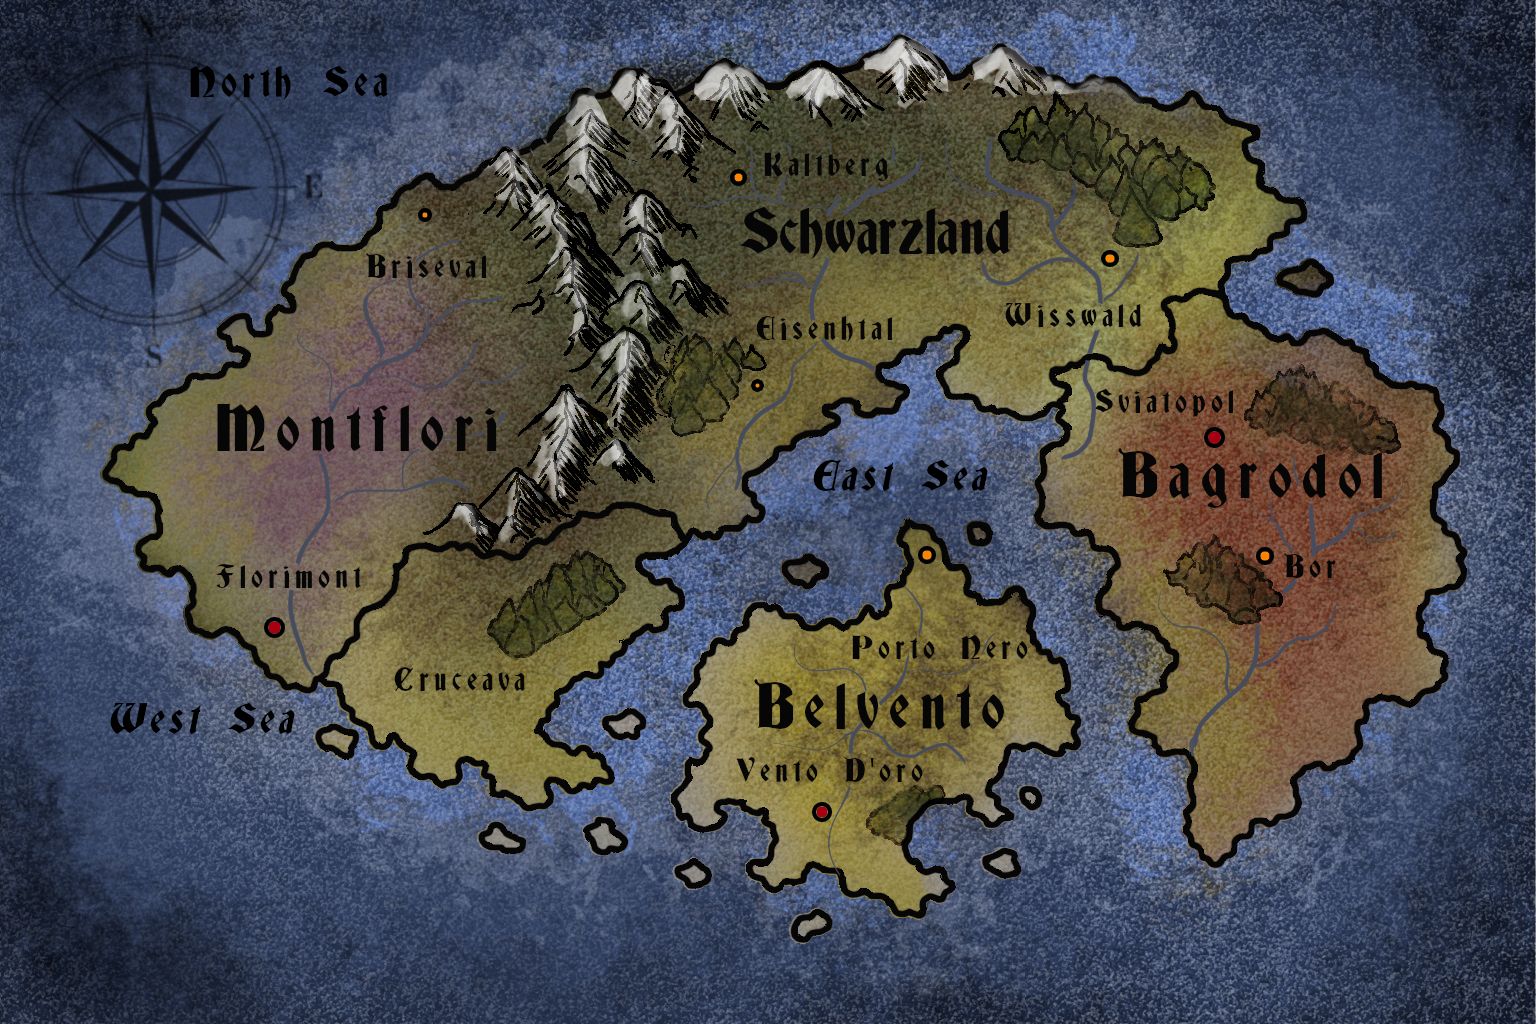 N
North Sea
E
S
Kaltberg
Schwarzland
Briseval
Wisswald
Eisenhtal
Sviatopol
Montflori
Bagrodol
East Sea
Florimont
Bor
Porto Nero
Cruceava
Belvento
West Sea
Vento D'oro